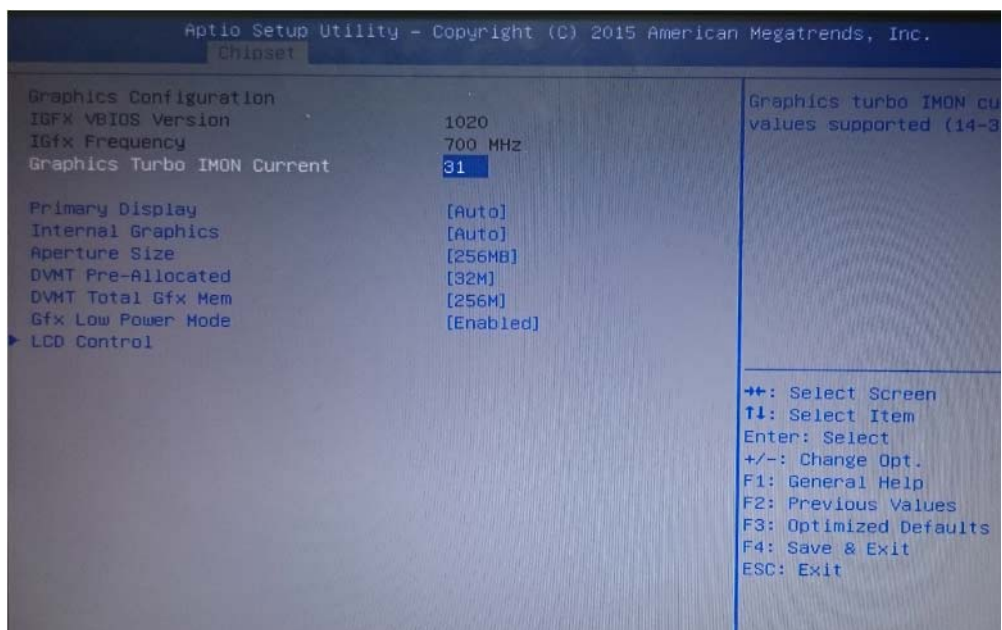 Aptio Setup Utility – Copyright (C) 2015 American Megatrends, Inc.
Chipset
Graphics Configuration
IGFX VBIOS Version 1020
IGfx Frequency 700 MHz
Graphics Turbo IMON Current 31
Primary Display [Auto]
Internal Graphics [Auto]
Aperture Size [256MB]
DVMT Pre-Allocated [32M]
DVMT Total Gfx Mem [256M]
Gfx Low Power Mode [Enabled]
► LCD Control
Graphics turbo IMON cu
values supported (14-3
→←: Select Screen
↑↓: Select Item
Enter: Select
+/-: Change Opt.
F1: General Help
F2: Previous Values
F3: Optimized Defaults
F4: Save & Exit
ESC: Exit